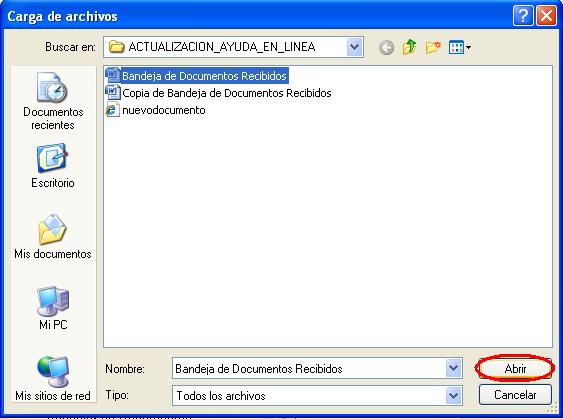 Carga de archivos
Buscar en: ACTUALIZACION_AYUDA_EN_LINEA
Bandeja de Documentos Recibidos
Copia de Bandeja de Documentos Recibidos
nuevodocumento
Documentos
recientes
Escritorio
Mis documentos
Mi PC
Mis sitios de red
Nombre: Bandeja de Documentos Recibidos Abrir
Tipo: Todos los archivos Cancelar